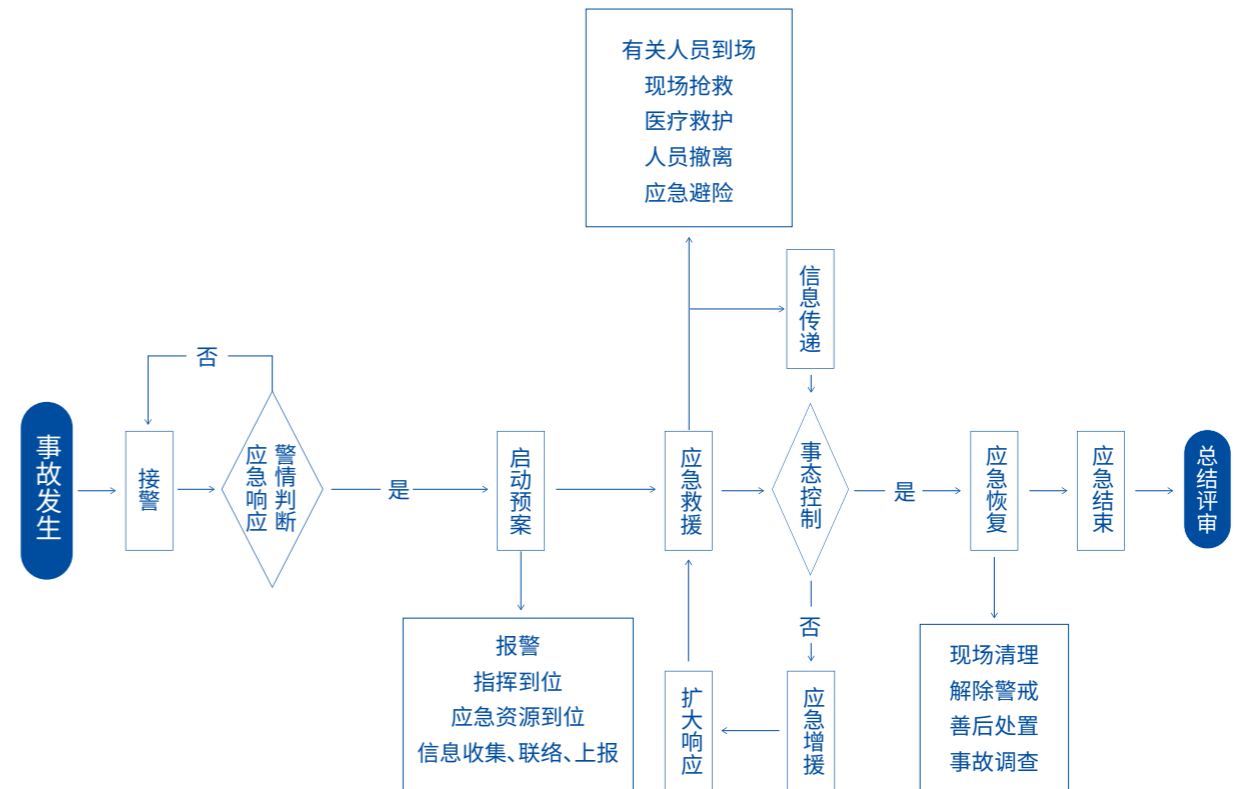 有关人员到场
现场抢救
医疗救护
人员撤离
应急避险
信息传递
否
事故发生
接警
警情判断
应急响应
是
启动预案
应急救援
事态控制
是
应急恢复
应急结束
总结评审
报警
指挥到位
应急资源到位
信息收集、联络、上报
否
扩大响应
应急增援
现场清理
解除警戒
善后处置
事故调查